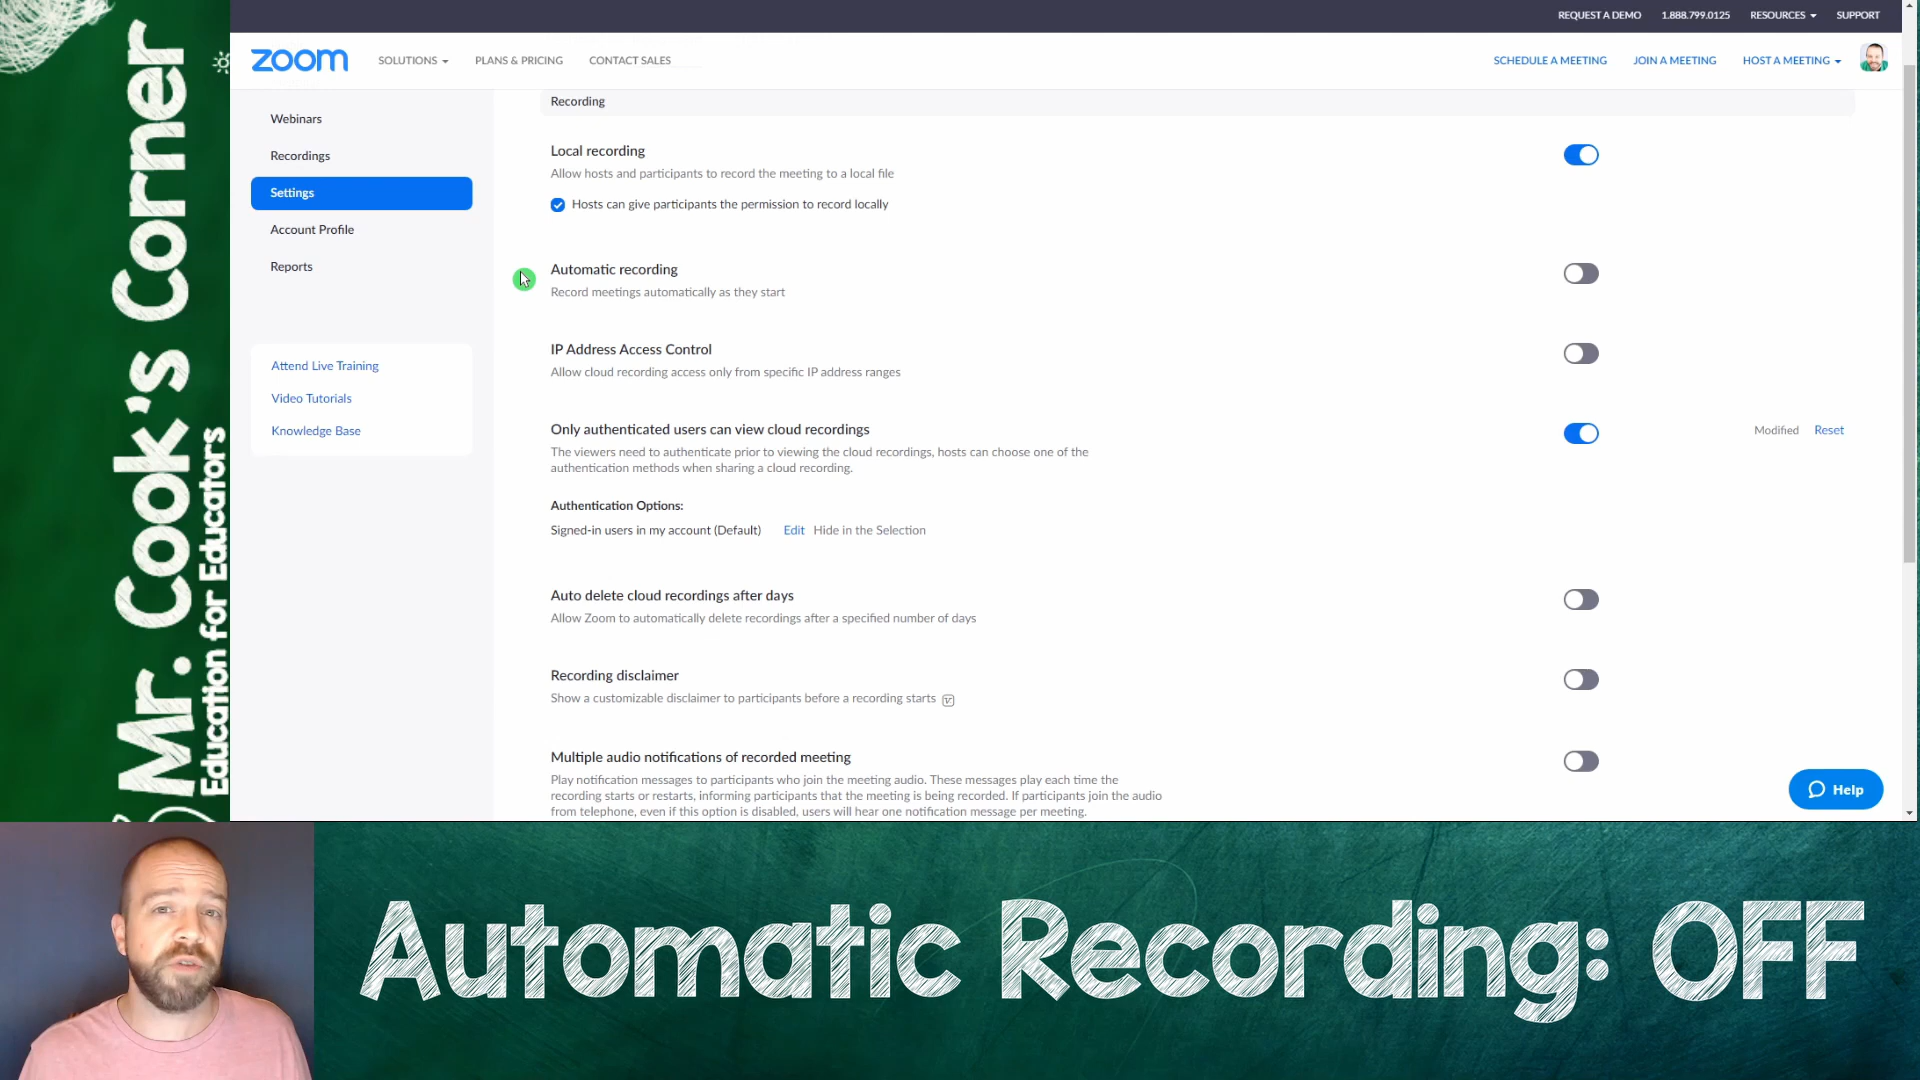 Mr. Cook's Corner
Education for Educators
REQUEST A DEMO
1.888.799.0125
RESOURCES
SUPPORT
zoom
SOLUTIONS
PLANS & PRICING
CONTACT SALES
SCHEDULE A MEETING
JOIN A MEETING
HOST A MEETING
Webinars
Recordings
Settings
Account Profile
Reports
Attend Live Training
Video Tutorials
Knowledge Base
Recording
Local recording
Allow hosts and participants to record the meeting to a local file
Hosts can give participants the permission to record locally
Automatic recording
Record meetings automatically as they start
IP Address Access Control
Allow cloud recording access only from specific IP address ranges
Only authenticated users can view cloud recordings
Modified Reset
The viewers need to authenticate prior to viewing the cloud recordings, hosts can choose one of the
authentication methods when sharing a cloud recording.
Authentication Options:
Signed-in users in my account (Default) Edit Hide in the Selection
Auto delete cloud recordings after days
Allow Zoom to automatically delete recordings after a specified number of days
Recording disclaimer
Show a customizable disclaimer to participants before a recording starts
Multiple audio notifications of recorded meeting
Play notification messages to participants who join the meeting audio. These messages play each time the
recording starts or restarts, informing participants that the meeting is being recorded. If participants join the audio
from telephone, even if this option is disabled, users will hear one notification message per meeting.
Help
Automatic Recording: OFF